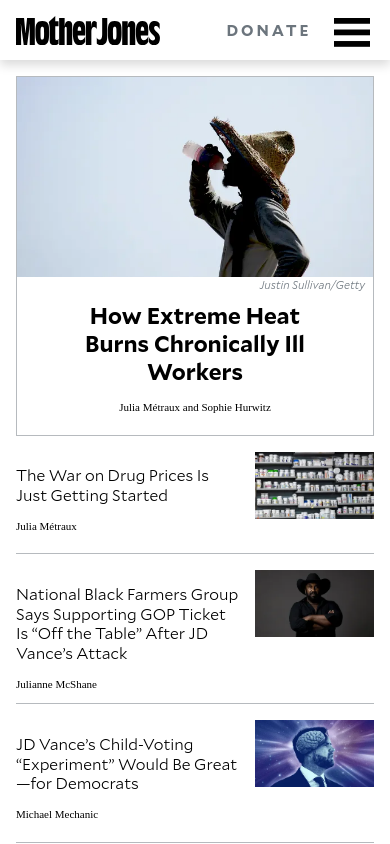 Mother Jones
DONATE
Justin Sullivan/Getty
How Extreme Heat
Burns Chronically Ill
Workers
Julia Métraux and Sophie Hurwitz
The War on Drug Prices Is
Just Getting Started
Julia Métraux
National Black Farmers Group
Says Supporting GOP Ticket
Is “Off the Table” After JD
Vance’s Attack
Julianne McShane
JD Vance’s Child-Voting
“Experiment” Would Be Great
—for Democrats
Michael Mechanic